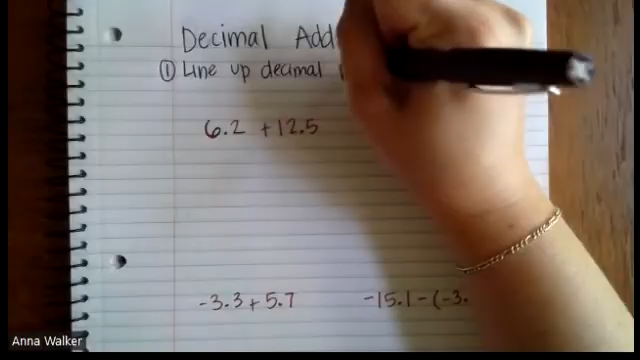 Decimal Add
① Line up decimal
6.2 + 12.5
-3.3 + 5.7 -15.1 - (-3.
Anna Walker